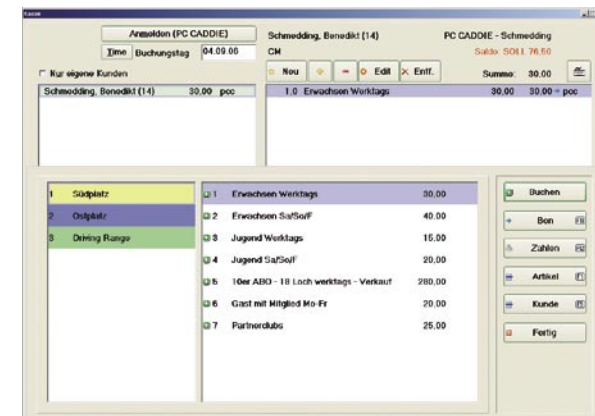 Kasse
Anmelden (PC CADDIE)
Time Buchungstag 04.09.06
Nur eigene Kunden
Schmedding, Benedikt (14) 30,00 pcc
Schmedding, Benedikt (14) PC CADDIE - Schmedding
CM Saldo: SOLL 76.50
Neu Edit Entf. Summe: 30.00
1.0 Erwachsen Werktags 30,00 30.00 pcc
1 Südplatz
2 Ostplatz
3 Driving Range
1 Erwachsen Werktags 30,00
2 Erwachsen Sa/So/F 40.00
3 Jugend Werktags 15.00
4 Jugend Sa/So/F 20,00
5 10er ABO - 18 Loch werktags - Verkauf 280,00
6 Gast mit Mitglied Mo-Fr 20.00
7 Partnerclubs 25.00
Buchen
Bon
Zahlen
Artikel
Kunde
Fertig